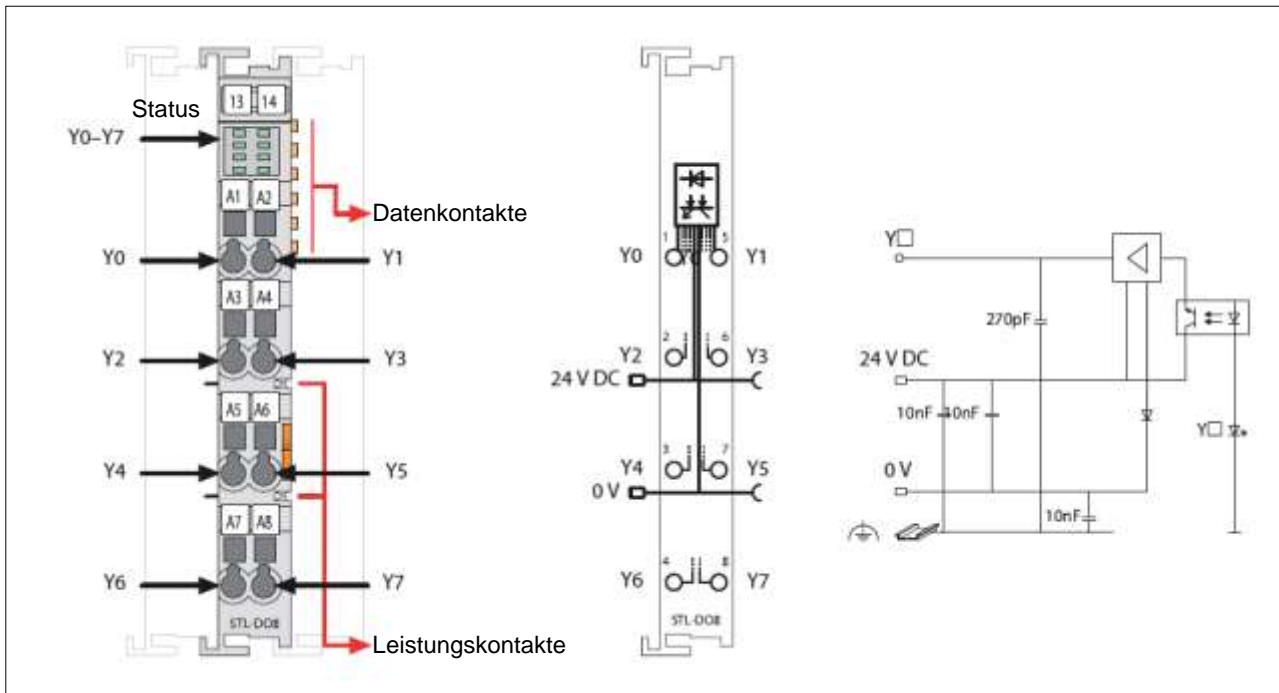 Status
13 14
Y0–Y7
A1 A2
Datenkontakte
Y0 Y1
A3 A4
Y2 Y3
A5 A6
Y4 Y5
A7 A8
Y6 Y7
STL-DO8
Leistungskontakte
1 5
Y0 Y1
2 6
Y2 Y3
24 V DC
3 7
Y4 Y5
0 V
4 8
Y6 Y7
STL-DO8
Y□
270pF
24 V DC
10nF 10nF
Y□
0 V
10nF